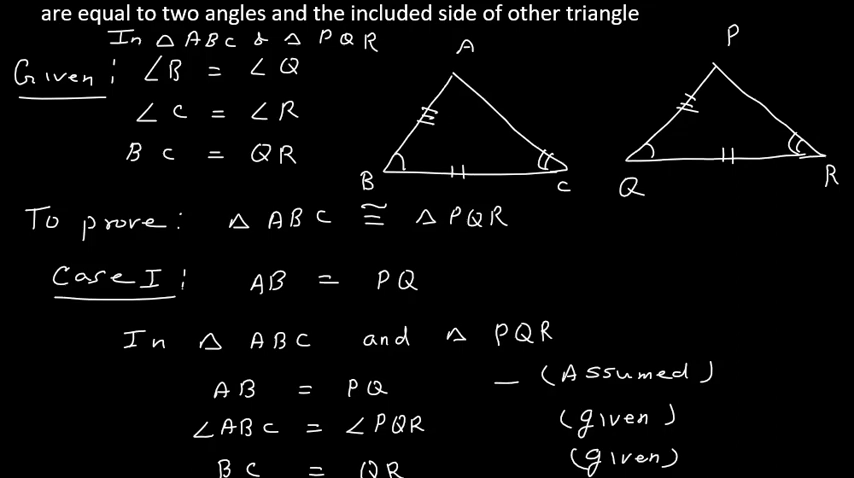 are equal to two angles and the included side of other triangle
In △ ABC & △ PQR
Given: ∠B = ∠Q
∠C = ∠R
BC = QR
A
B
C
P
Q
R
To prove: △ ABC ≅ △ PQR
Case I: AB = PQ
In △ ABC and △ PQR
AB = PQ — (Assumed)
∠ABC = ∠PQR (given)
BC = QR (given)